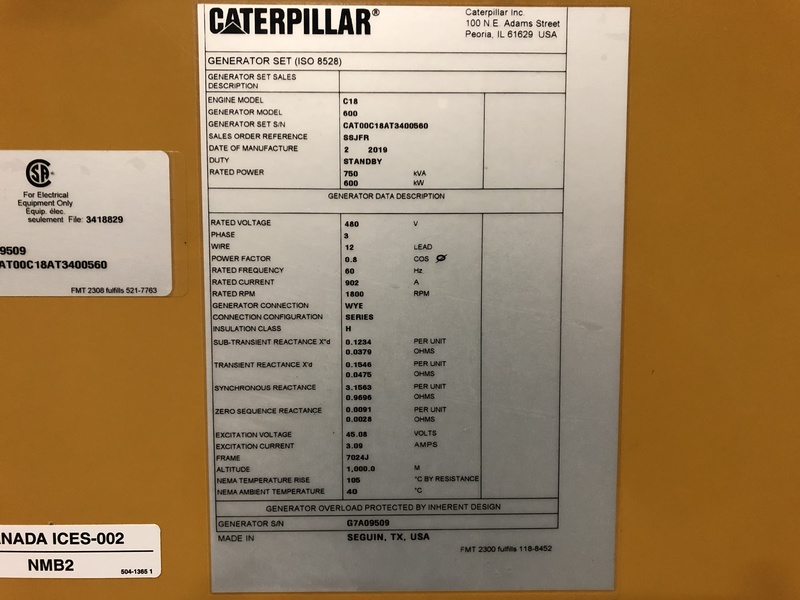 CATERPILLAR®
Caterpillar Inc.
100 N.E. Adams Street
Peoria, IL 61629 USA
GENERATOR SET (ISO 8528)
GENERATOR SET SALES
DESCRIPTION
ENGINE MODEL C18
GENERATOR MODEL 600
GENERATOR SET S/N CAT00C18AT3400560
SALES ORDER REFERENCE SSJFR
DATE OF MANUFACTURE 2 2019
DUTY STANDBY
RATED POWER 750 kVA
600 kW
GENERATOR DATA DESCRIPTION
RATED VOLTAGE 480 V
PHASE 3
WIRE 12 LEAD
POWER FACTOR 0.8 COS Ø
RATED FREQUENCY 60 Hz
RATED CURRENT 902 A
RATED RPM 1800 RPM
GENERATOR CONNECTION WYE
CONNECTION CONFIGURATION SERIES
INSULATION CLASS H
SUB-TRANSIENT REACTANCE X"d 0.1234 PER UNIT
0.0379 OHMS
TRANSIENT REACTANCE X'd 0.1546 PER UNIT
0.0475 OHMS
SYNCHRONOUS REACTANCE 3.1563 PER UNIT
0.9696 OHMS
ZERO SEQUENCE REACTANCE 0.0091 PER UNIT
0.0028 OHMS
EXCITATION VOLTAGE 45.08 VOLTS
EXCITATION CURRENT 3.09 AMPS
FRAME 7024J
ALTITUDE 1,000.0 M
NEMA TEMPERATURE RISE 105 °C BY RESISTANCE
NEMA AMBIENT TEMPERATURE 40 °C
GENERATOR OVERLOAD PROTECTED BY INHERENT DESIGN
GENERATOR S/N G7A09509
MADE IN SEGUIN, TX, USA
FMT 2300 fulfills 118-8452
SA
For Electrical
Equipment Only
Équip. élec.
seulement File: 3418829
9509
AT00C18AT3400560
FMT 2308 fulfills 521-7763
ANADA ICES-002
NMB2
504-1365 1